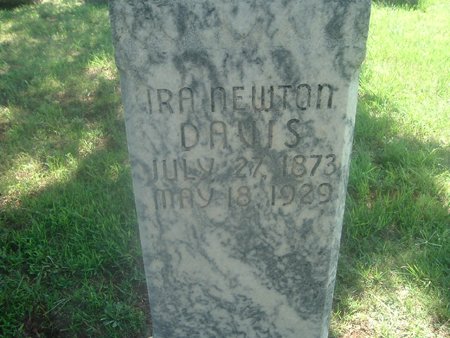 IRA NEWTON
DAVIS
JULY 27, 1873
MAY 18, 1929